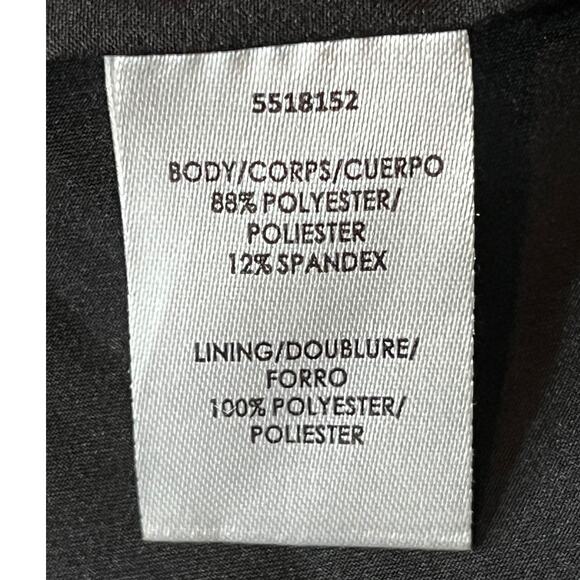 5518152
BODY/CORPS/CUERPO
88% POLYESTER/
POLIESTER
12% SPANDEX
LINING/DOUBLURE/
FORRO
100% POLYESTER/
POLIESTER